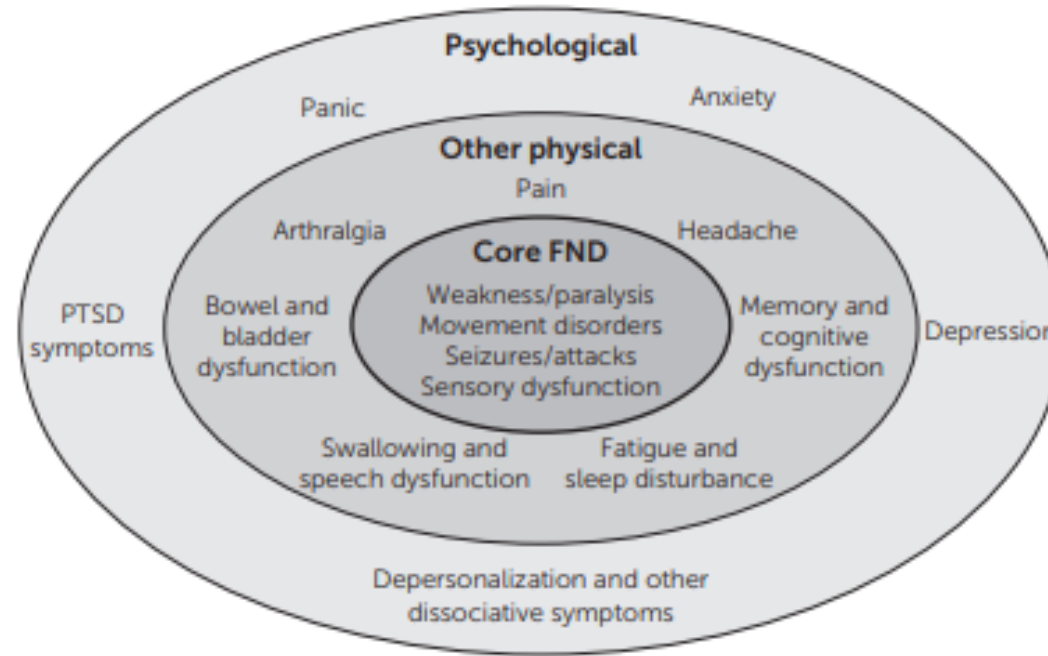 Psychological
Panic
Anxiety
Other physical
Pain
Arthralgia
Headache
Core FND
Weakness/paralysis
Movement disorders
Seizures/attacks
Sensory dysfunction
PTSD
symptoms
Bowel and
bladder
dysfunction
Memory and
cognitive
dysfunction
Depression
Swallowing and
speech dysfunction
Fatigue and
sleep disturbance
Depersonalization and other
dissociative symptoms